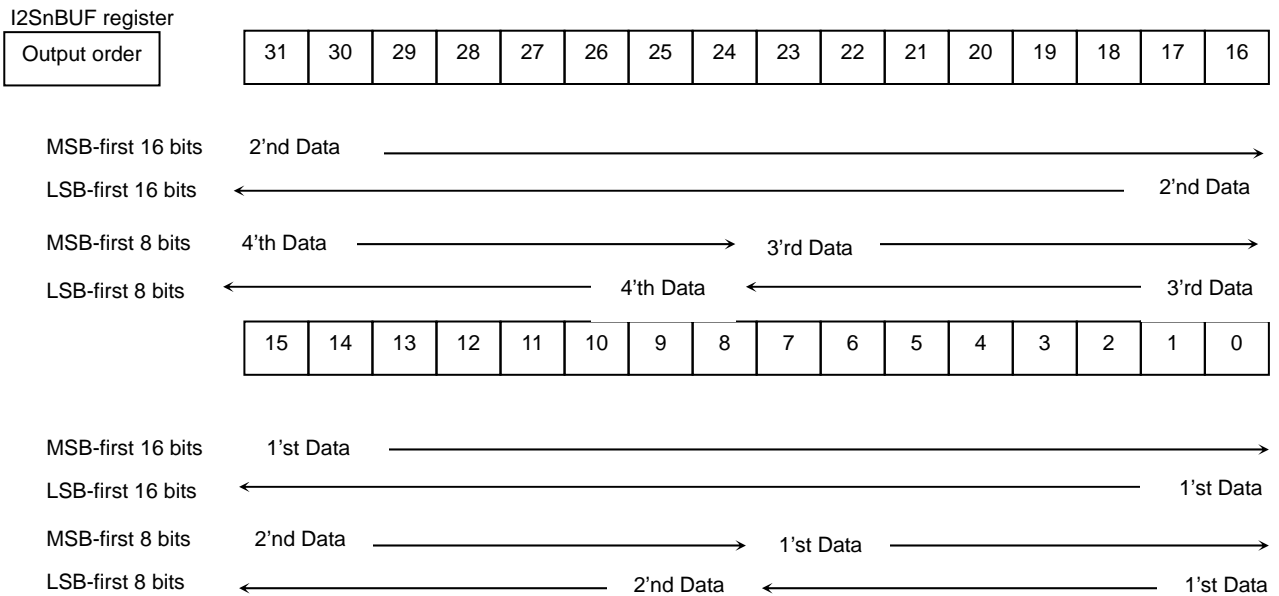 I2SnBUF register
Output order
31 30 29 28 27 26 25 24 23 22 21 20 19 18 17 16
MSB-first 16 bits 2'nd Data
LSB-first 16 bits 2'nd Data
MSB-first 8 bits 4'th Data 3'rd Data
LSB-first 8 bits 4'th Data 3'rd Data
15 14 13 12 11 10 9 8 7 6 5 4 3 2 1 0
MSB-first 16 bits 1'st Data
LSB-first 16 bits 1'st Data
MSB-first 8 bits 2'nd Data 1'st Data
LSB-first 8 bits 2'nd Data 1'st Data